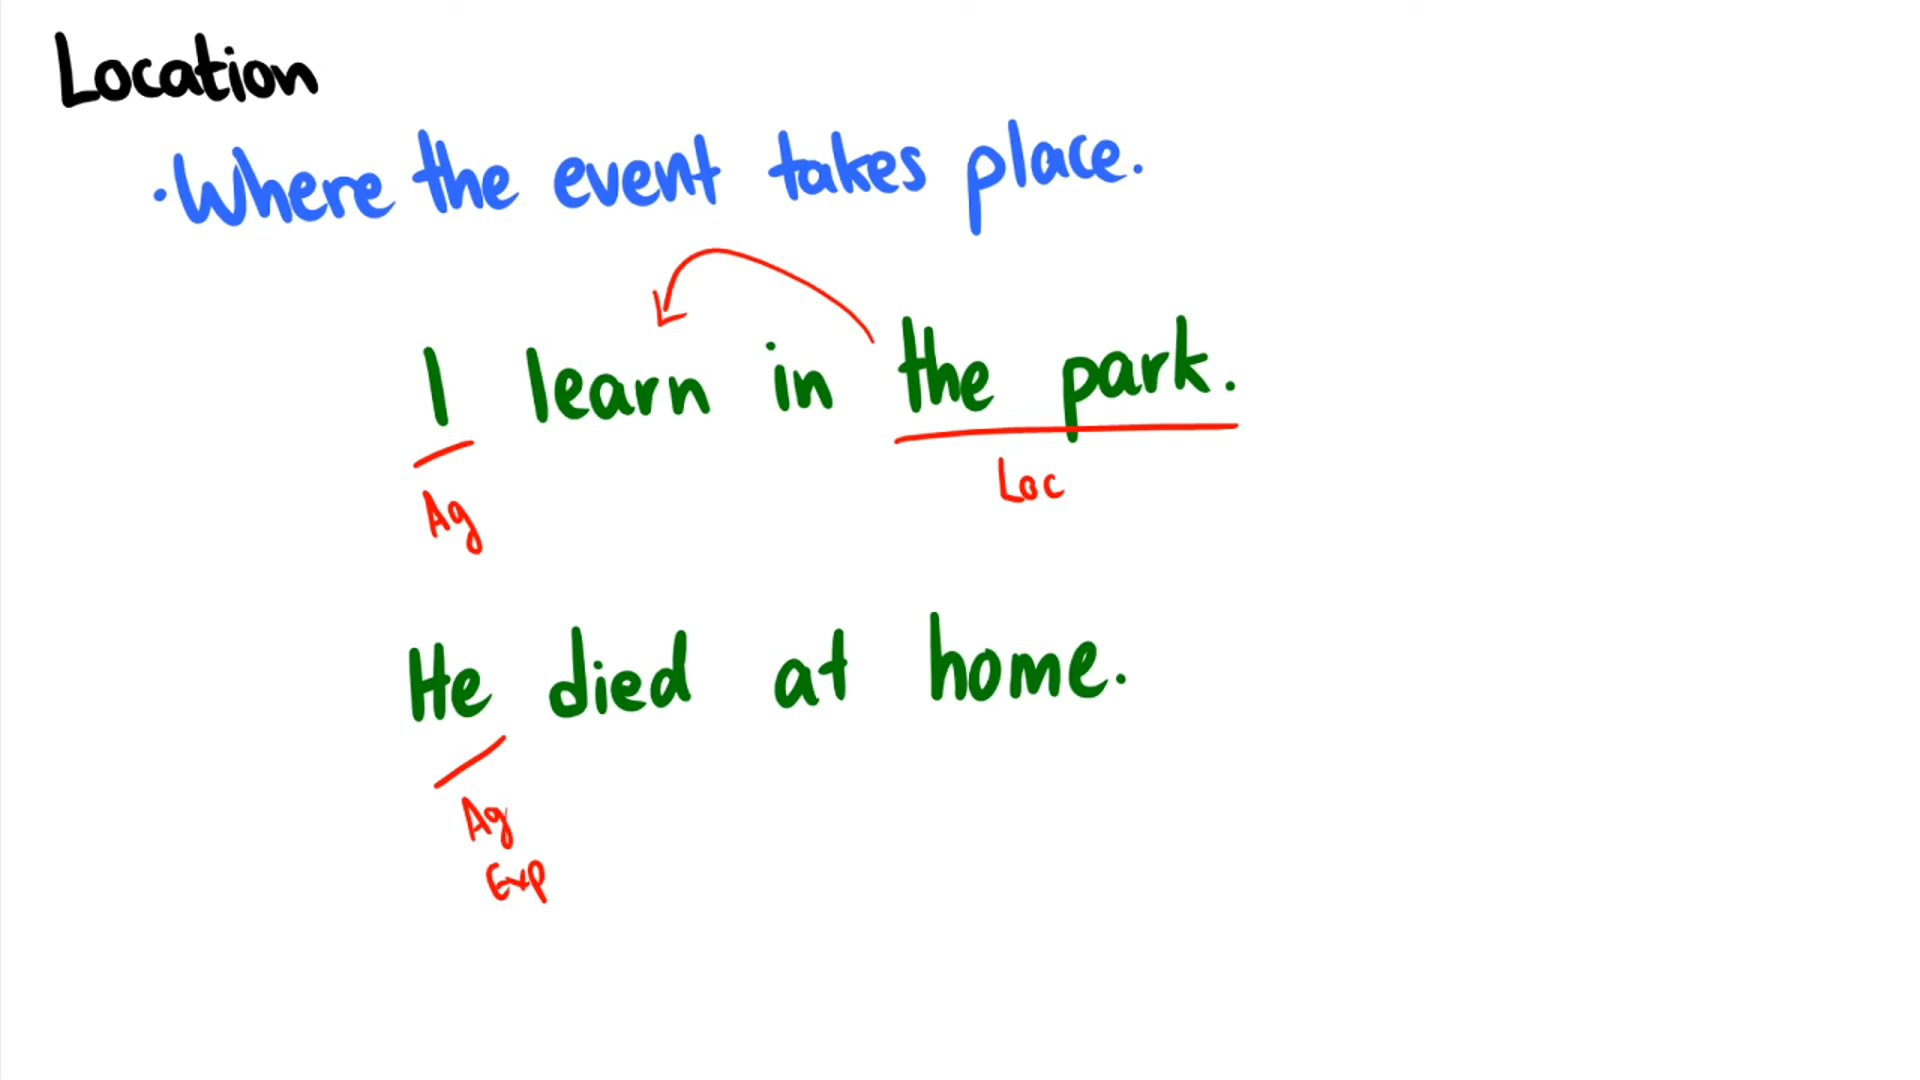 Location
· Where the event takes place.
I learn in the park.
Ag Loc
He died at home.
Ag
Exp